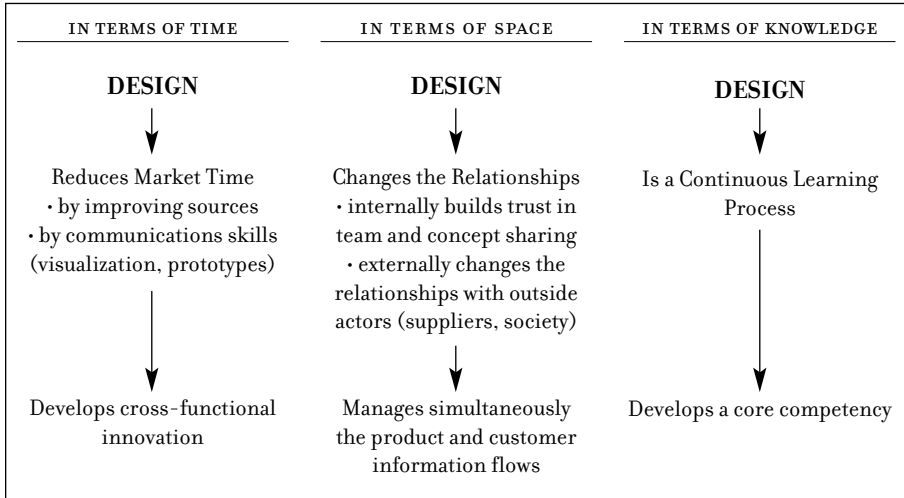 IN TERMS OF TIME
DESIGN
Reduces Market Time
• by improving sources
• by communications skills
(visualization, prototypes)
Develops cross-functional
innovation
IN TERMS OF SPACE
DESIGN
Changes the Relationships
• internally builds trust in
team and concept sharing
• externally changes the
relationships with outside
actors (suppliers, society)
Manages simultaneously
the product and customer
information flows
IN TERMS OF KNOWLEDGE
DESIGN
Is a Continuous Learning
Process
Develops a core competency